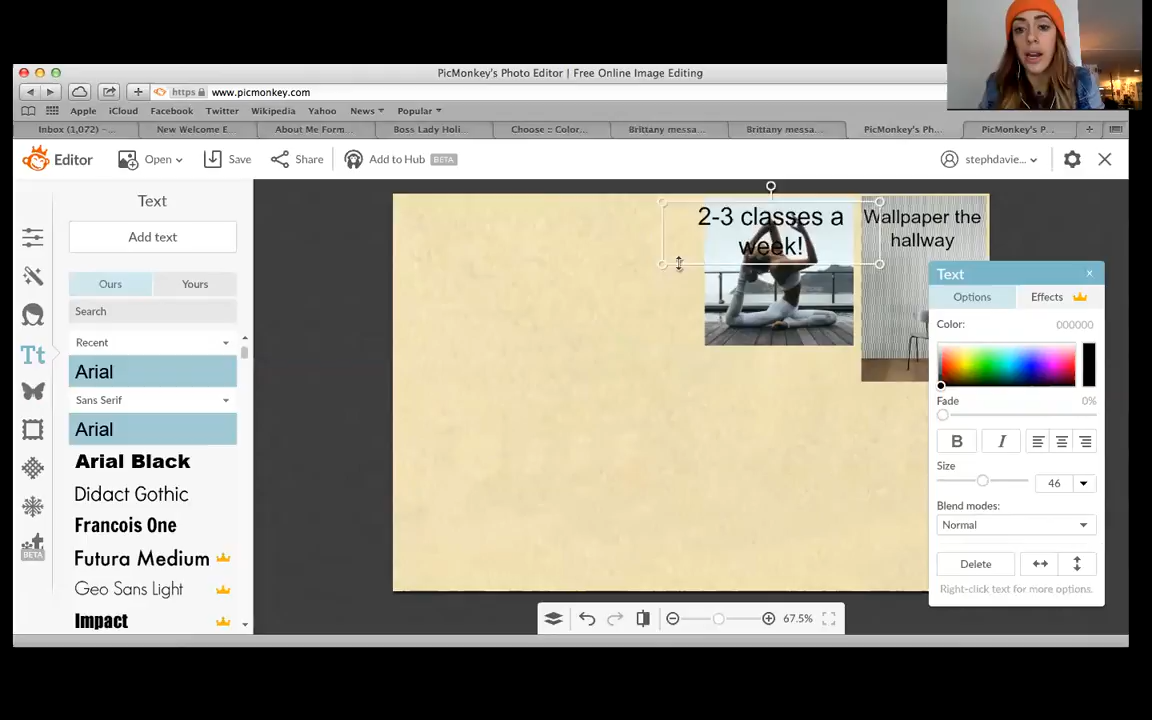 PicMonkey's Photo Editor | Free Online Image Editing
https www.picmonkey.com
Apple iCloud Facebook Twitter Wikipedia Yahoo News Popular
Inbox (1,072) – ... New Welcome E... About Me Form... Boss Lady Holi... Choose :: Color... Brittany messa... Brittany messa... PicMonkey's Ph... PicMonkey's P...
Editor Open Save Share Add to Hub BETA stephdavie...
Text
Add text
Ours Yours
Search
Recent
Arial
Sans Serif
Arial
Arial Black
Didact Gothic
Francois One
Futura Medium
Geo Sans Light
Impact
Tt
BETA
2-3 classes a
week!
Wallpaper the
hallway
Text x
Options Effects
Color: 000000
Fade 0%
B I
Size
46
Blend modes:
Normal
Delete
Right-click text for more options.
67.5%